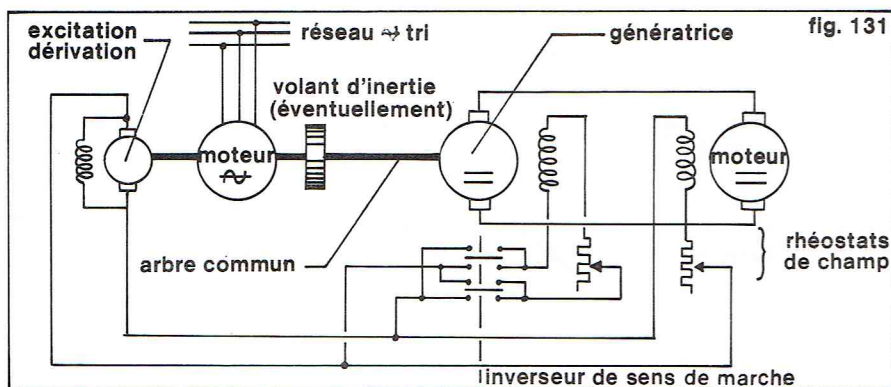 excitation
dérivation
réseau tri
génératrice
fig. 131
volant d'inertie
(éventuellement)
moteur
moteur
arbre commun
rhéostats
de champ
inverseur de sens de marche